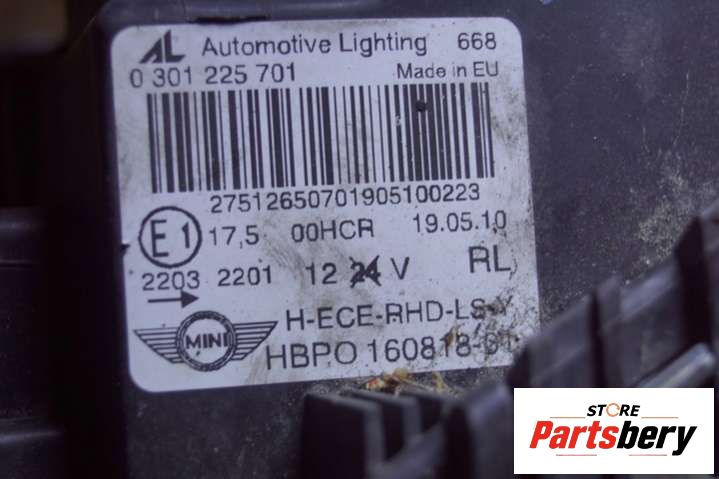 AL Automotive Lighting 668
0 301 225 701 Made in EU
27512650701905100223
E1 17,5 00HCR 19.05.10
2203 2201 12 24 V RL
H-ECE-RHD-LS-Y
MINI HBPO 160818-
STORE
Partsbery